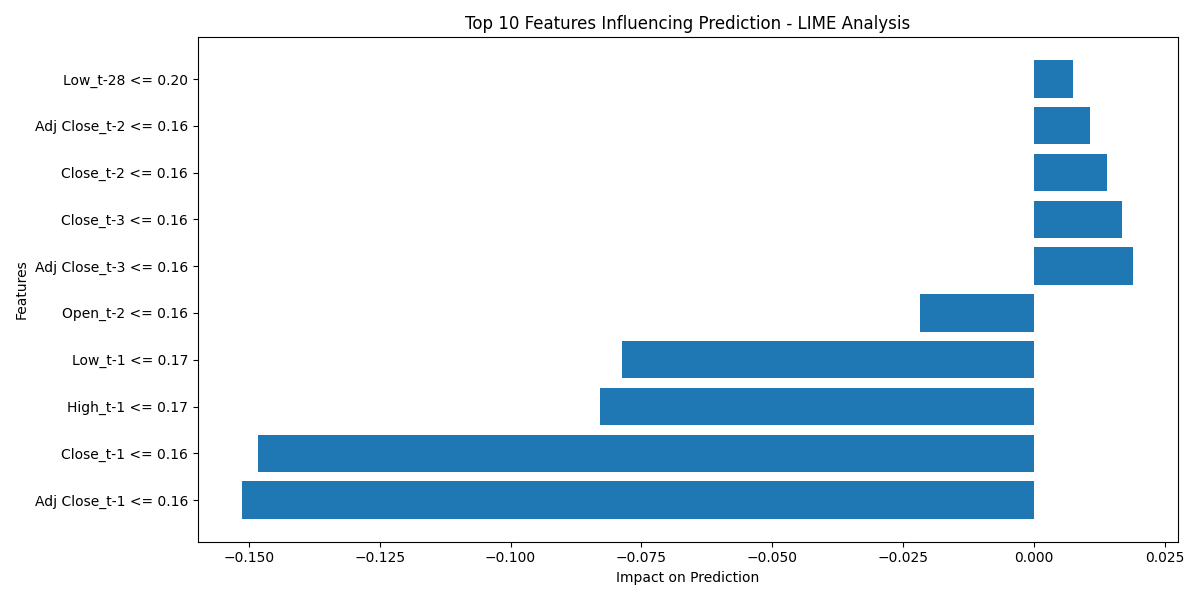 Top 10 Features Influencing Prediction - LIME Analysis
Features
Low_t-28 <= 0.20
Adj Close_t-2 <= 0.16
Close_t-2 <= 0.16
Close_t-3 <= 0.16
Adj Close_t-3 <= 0.16
Open_t-2 <= 0.16
Low_t-1 <= 0.17
High_t-1 <= 0.17
Close_t-1 <= 0.16
Adj Close_t-1 <= 0.16
−0.150 −0.125 −0.100 −0.075 −0.050 −0.025 0.000 0.025
Impact on Prediction